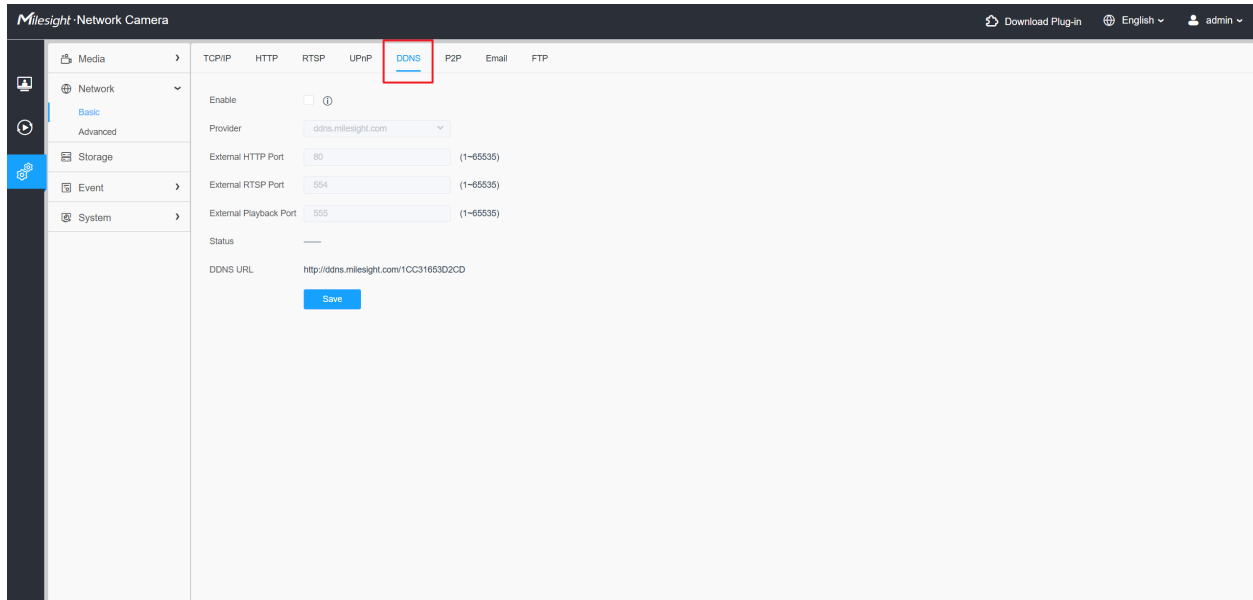 Milesight·Network Camera Download Plug-in English admin
Media
Network
Basic
Advanced
Storage
Event
System
TCP/IP HTTP RTSP UPnP DDNS P2P Email FTP
Enable
Provider ddns.milesight.com
External HTTP Port 80 (1~65535)
External RTSP Port 554 (1~65535)
External Playback Port 555 (1~65535)
Status —
DDNS URL http://ddns.milesight.com/1CC31653D2CD
Save